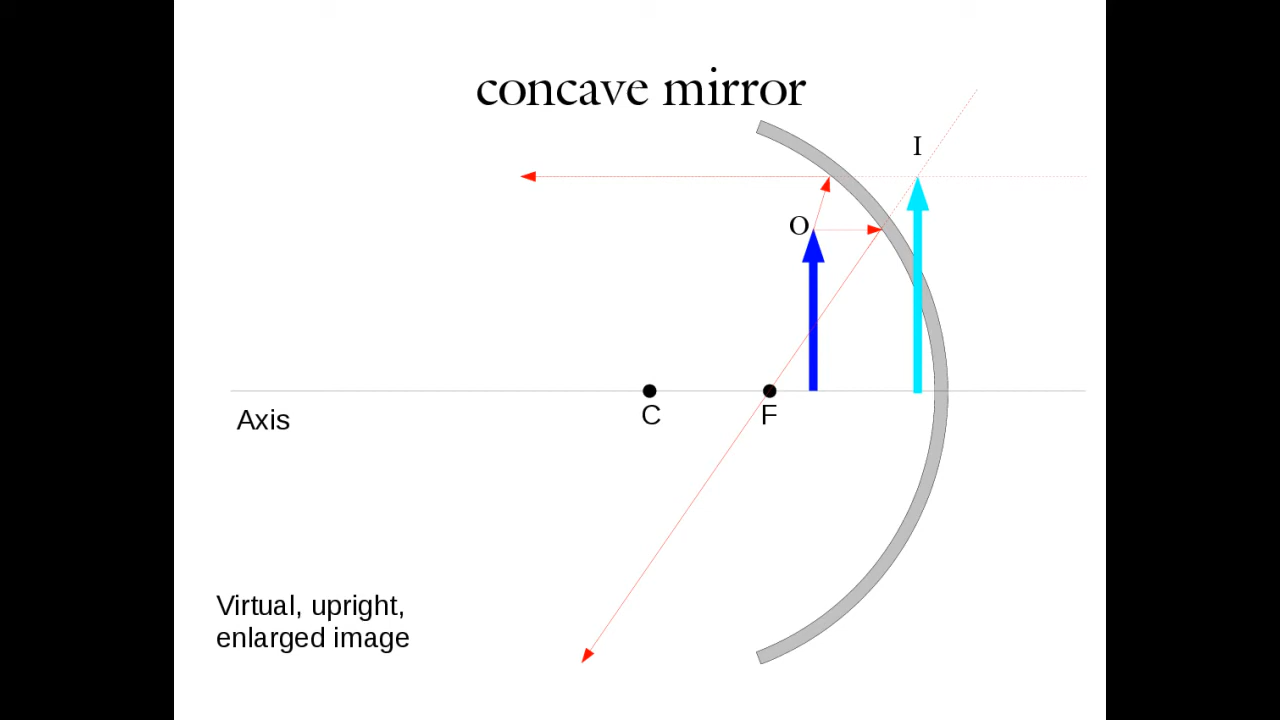 concave mirror
I
O
C
F
Axis
Virtual, upright,
enlarged image